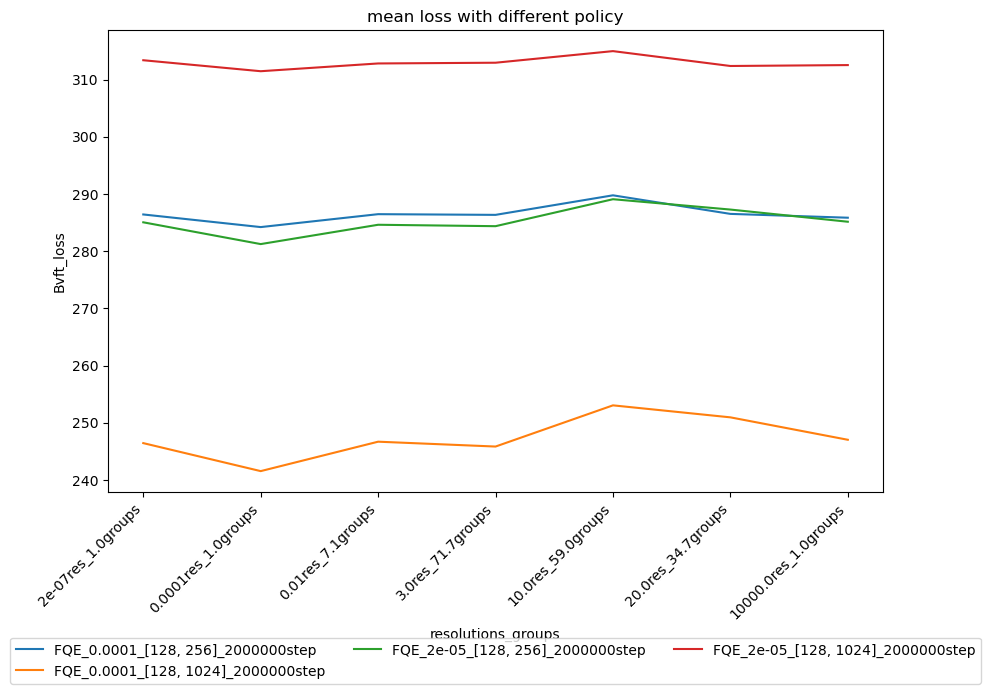 mean loss with different policy
Bvft_loss
310
300
290
280
270
260
250
240
2e-07res_1.0groups
0.0001res_1.0groups
0.01res_7.1groups
3.0res_71.7groups
10.0res_59.0groups
20.0res_34.7groups
10000.0res_1.0groups
resolutions_groups
FQE_0.0001_[128, 256]_2000000step
FQE_0.0001_[128, 1024]_2000000step
FQE_2e-05_[128, 256]_2000000step
FQE_2e-05_[128, 1024]_2000000step